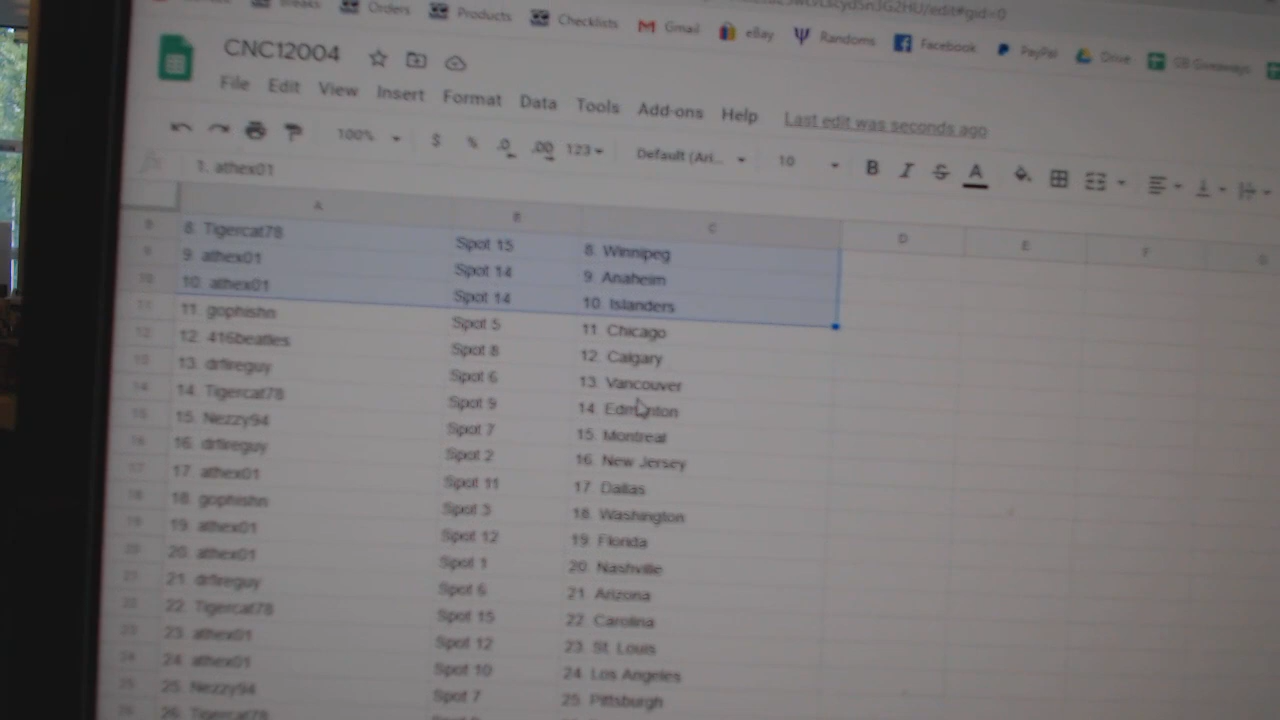 Breaks Orders Products Checklists Gmail eBay Randoms Facebook PayPal Drive GB Giveaways
CNC12004
File Edit View Insert Format Data Tools Add-ons Help Last edit was seconds ago
100% $ % .0 .00 123 Default (Ari... 10 B I S A
fx 1. athex01
A B C D E F G
8. Tigercat78 Spot 15 8. Winnipeg
9. athex01 Spot 14 9. Anaheim
10. athex01 Spot 14 10. Islanders
11. gophishn Spot 5 11. Chicago
12. 416beatles Spot 8 12. Calgary
13. drfireguy Spot 6 13. Vancouver
14. Tigercat78 Spot 9 14. Edmonton
15. Nezzy94 Spot 7 15. Montreal
16. drfireguy Spot 2 16. New Jersey
17. athex01 Spot 11 17. Dallas
18. gophishn Spot 3 18. Washington
19. athex01 Spot 12 19. Florida
20. athex01 Spot 1 20. Nashville
21. drfireguy Spot 6 21. Arizona
22. Tigercat78 Spot 15 22. Carolina
23. athex01 Spot 12 23. St. Louis
24. athex01 Spot 10 24. Los Angeles
25. Nezzy94 Spot 7 25. Pittsburgh
26. Tigercat78